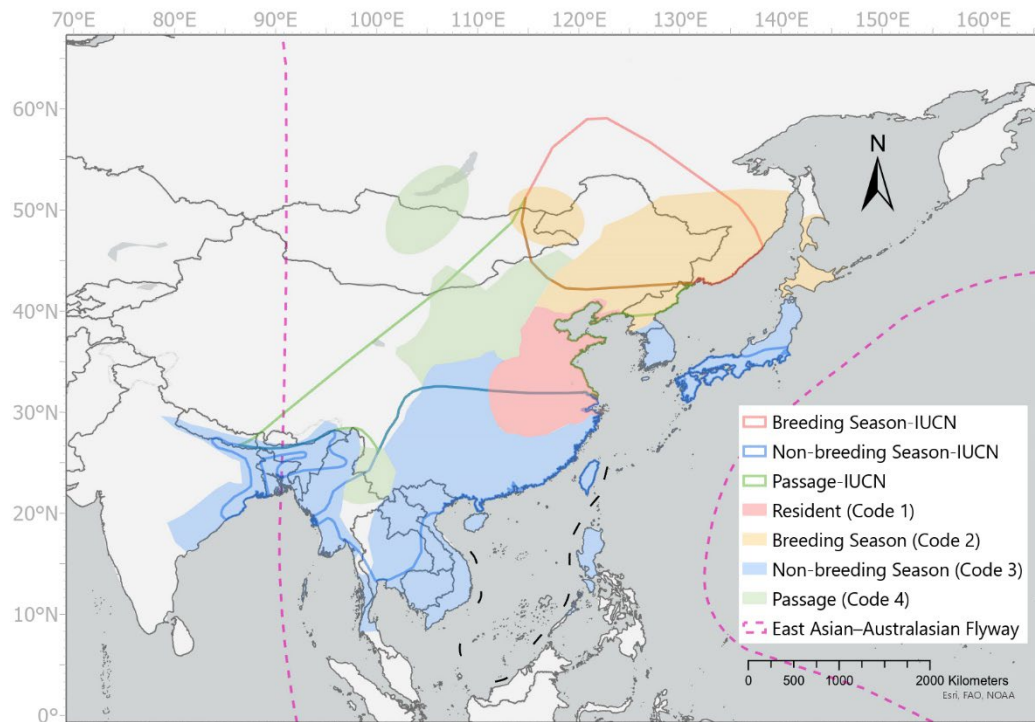 70°E 80°E 90°E 100°E 110°E 120°E 130°E 140°E 160°E
60°N
50°N
40°N
30°N
20°N
10°N
0°
N
Breeding Season-IUCN
Non-breeding Season-IUCN
Passage-IUCN
Resident (Code 1)
Breeding Season (Code 2)
Non-breeding Season (Code 3)
Passage (Code 4)
East Asian–Australasian Flyway
0 500 1000 2000 Kilometers
Esri, FAO, NOAA